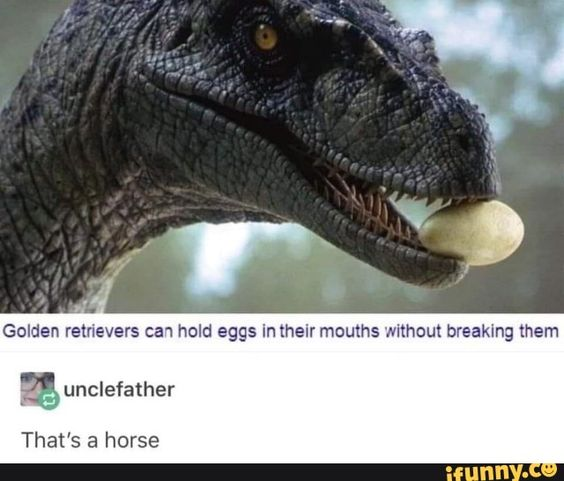 Golden retrievers can hold eggs in their mouths without breaking them
unclefather
That's a horse
ifunny.co